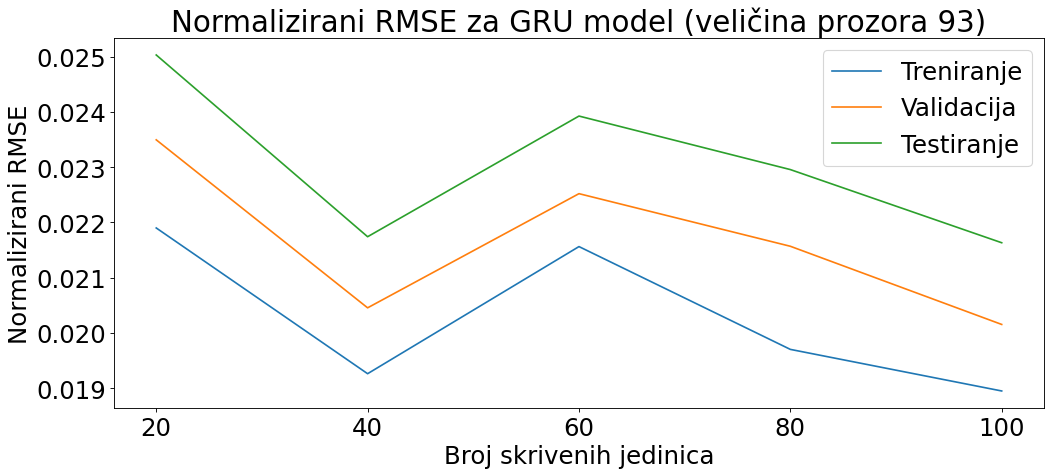 Normalizirani RMSE za GRU model (veličina prozora 93)
Normalizirani RMSE
0.025
0.024
0.023
0.022
0.021
0.020
0.019
Treniranje
Validacija
Testiranje
20 40 60 80 100
Broj skrivenih jedinica